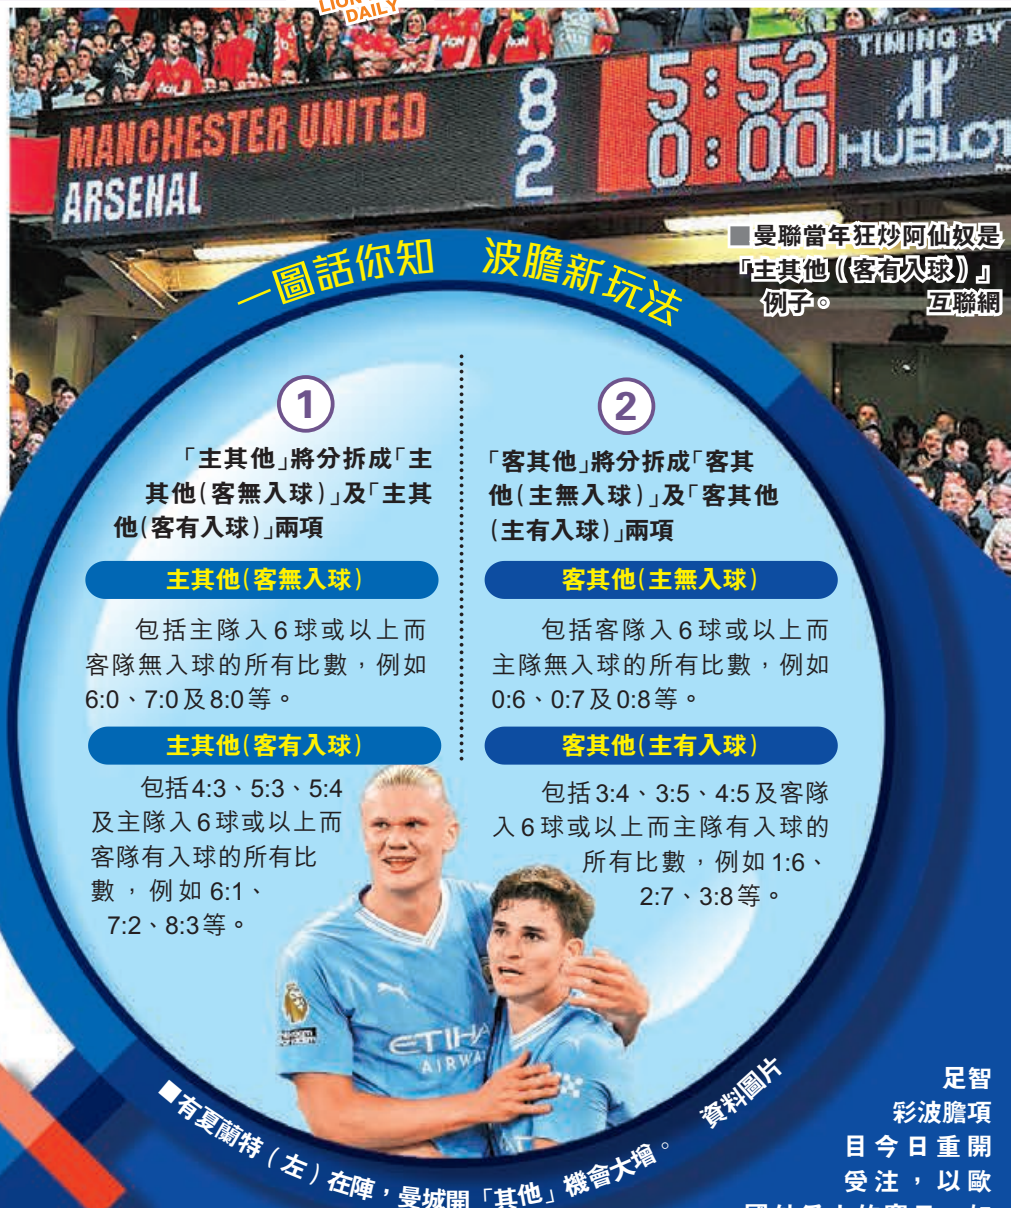 DAILY
MANCHESTER UNITED 8 5:52 TIMING BY
ARSENAL 2 0:00 HUBLOT
■曼聯當年狂炒阿仙奴是
「主其他（客有入球）」
例子。 互聯網
一圖話你知 波膽新玩法
1
「主其他」將分拆成「主
其他(客無入球)」及「主其
他(客有入球)」兩項
主其他(客無入球)
包括主隊入6球或以上而
客隊無入球的所有比數，例如
6:0、7:0及8:0等。
主其他(客有入球)
包括4:3、5:3、5:4
及主隊入6球或以上而
客隊有入球的所有比
數，例如6:1、
7:2、8:3等。
2
「客其他」將分拆成「客其
他(主無入球)」及「客其他
(主有入球)」兩項
客其他(主無入球)
包括客隊入6球或以上而
主隊無入球的所有比數，例如
0:6、0:7及0:8等。
客其他(主有入球)
包括3:4、3:5、4:5及客隊
入6球或以上而主隊有入球的
所有比數，例如1:6、
2:7、3:8等。
ETIHA
AIRWA
■有夏蘭特（左）在陣，曼城開「其他」機會大增。 資料圖片
足智
彩波膽項
目今日重開
受注，以歐